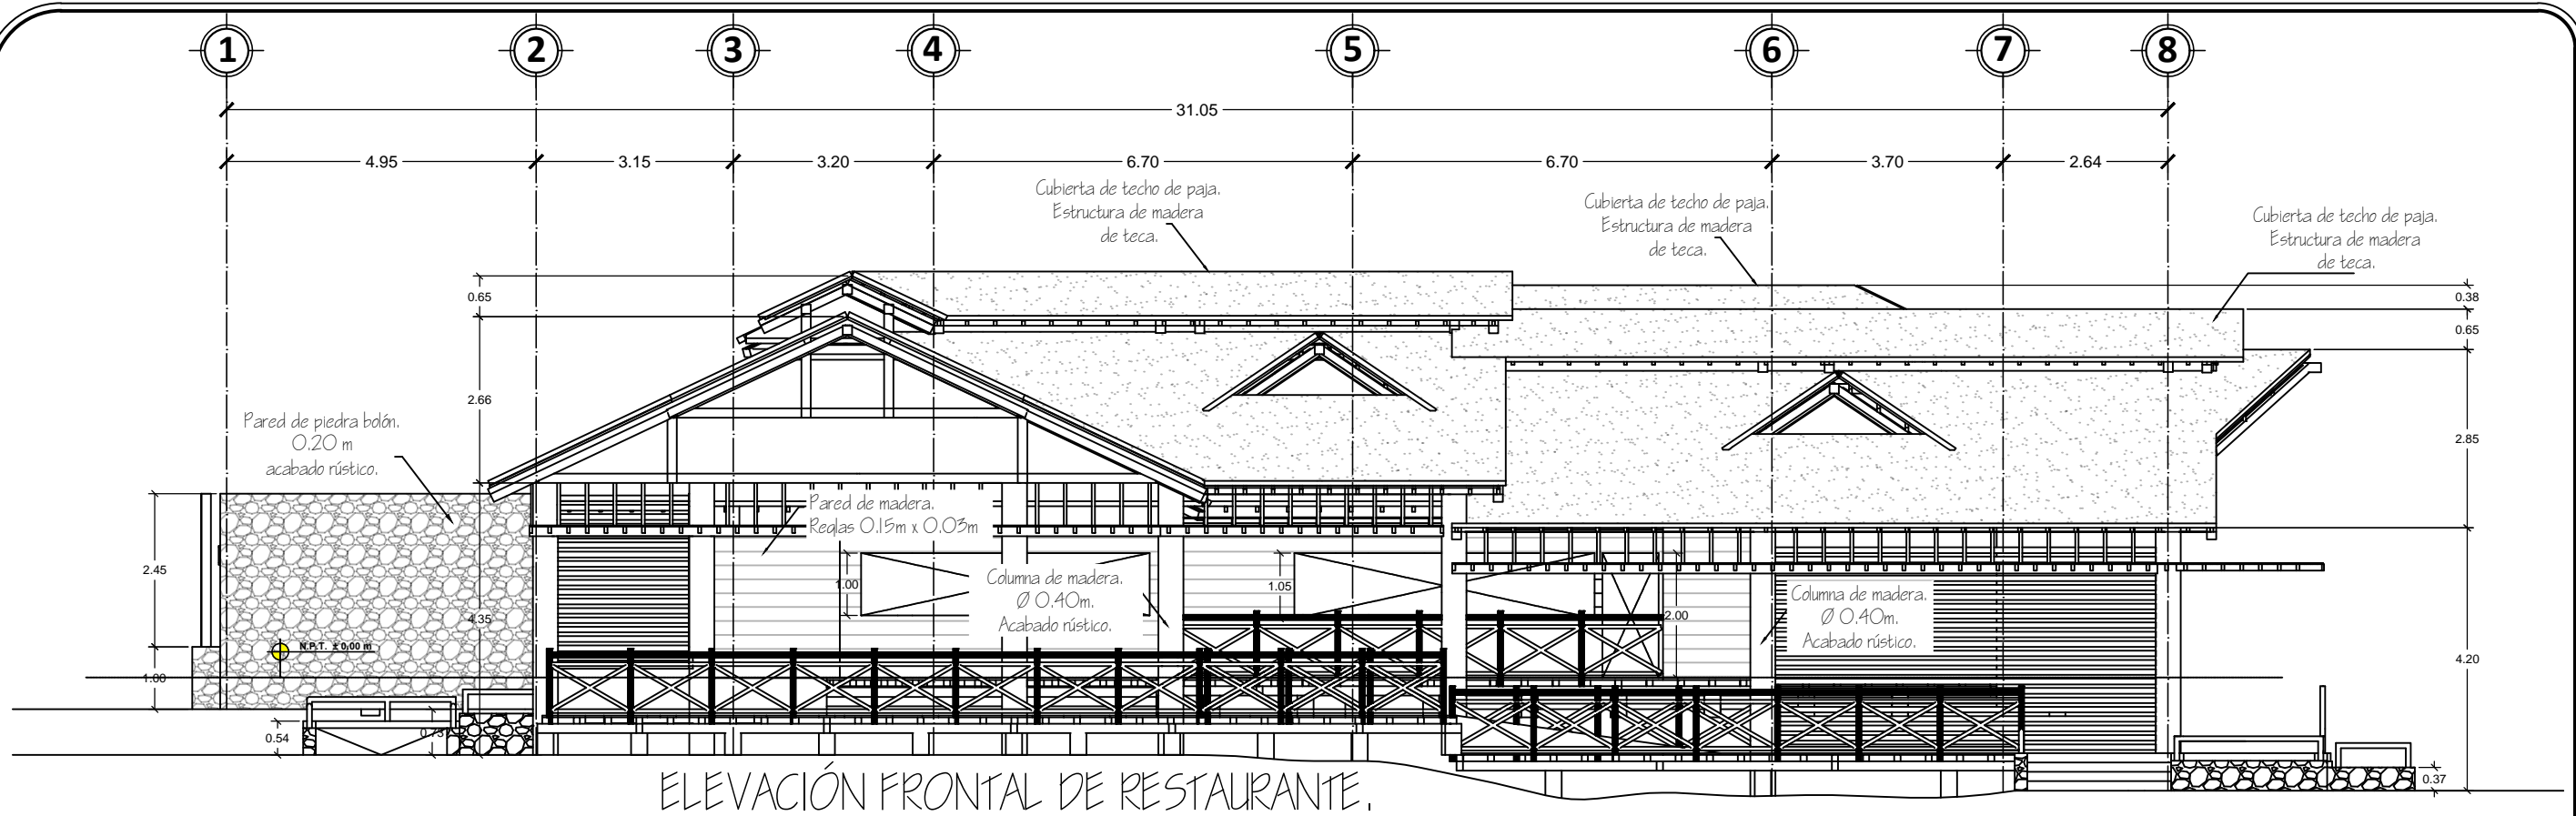 1 2 3 4 5 6 7 8
31.05
4.95 3.15 3.20 6.70 6.70 3.70 2.64
Cubierta de techo de paja.
Estructura de madera
de teca.
Cubierta de techo de paja.
Estructura de madera
de teca.
Cubierta de techo de paja.
Estructura de madera
de teca.
0.65
2.66
4.35
0.38
0.65
2.85
4.20
0.37
Pared de piedra bolón.
0.20 m
acabado rústico.
2.45
1.00
N.P.T. ± 0.00 m
0.54
0.73
Pared de madera.
Reglas 0.15m x 0.03m
1.00
Columna de madera.
Ø 0.40m.
Acabado rústico.
1.05
2.00
Columna de madera.
Ø 0.40m.
Acabado rústico.
ELEVACIÓN FRONTAL DE RESTAURANTE.